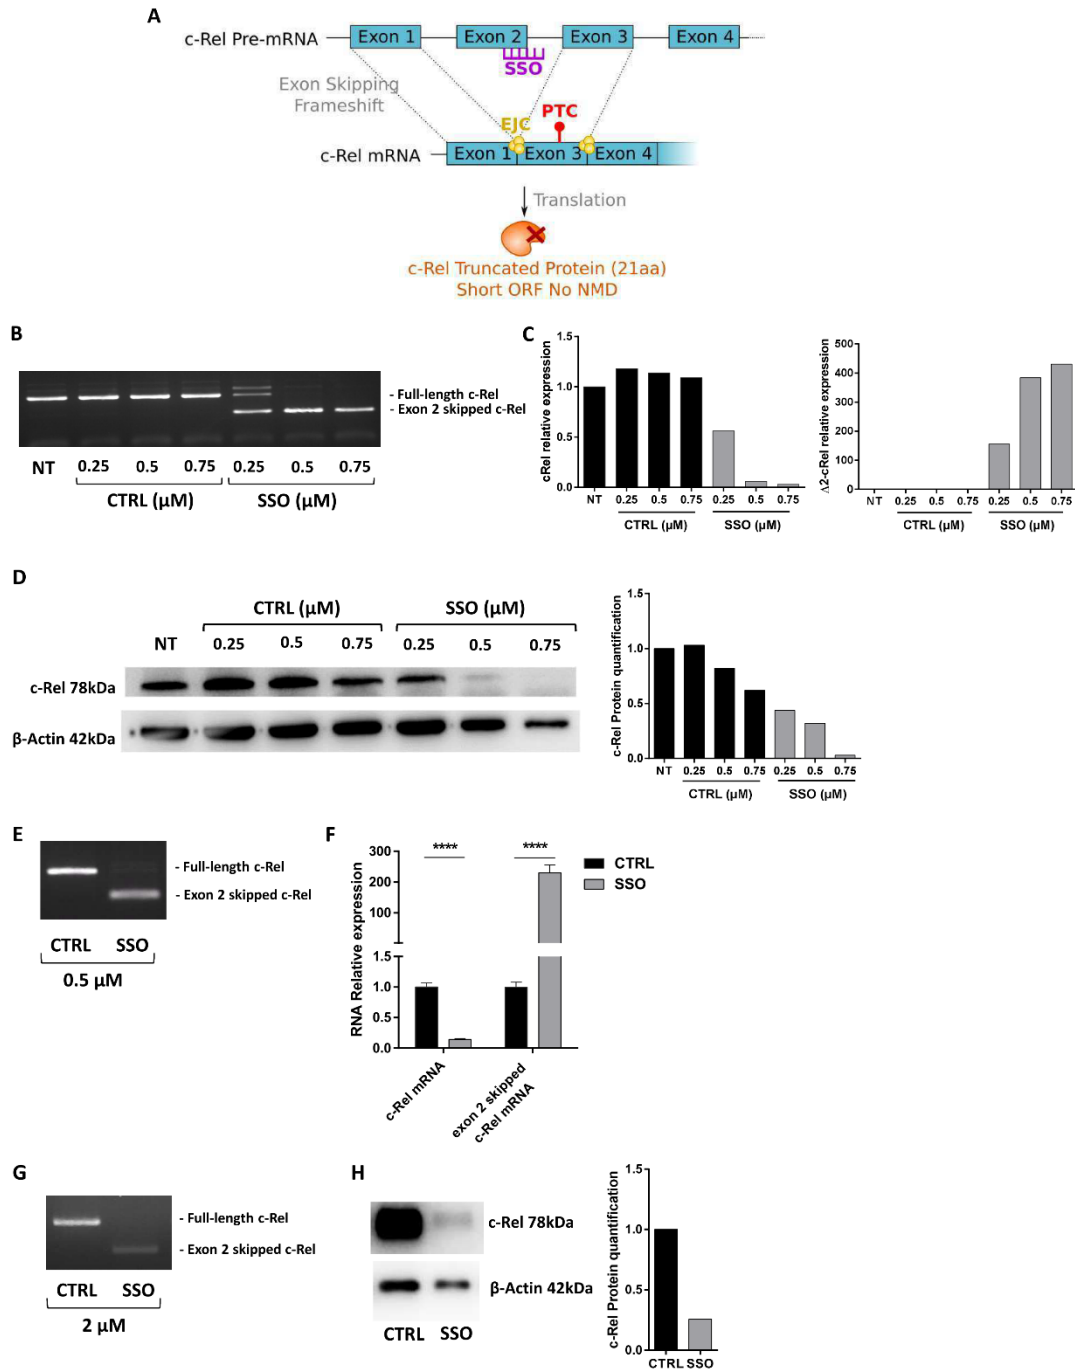 A
c-Rel Pre-mRNA
Exon 1
Exon 2
Exon 3
Exon 4
SSO
Exon Skipping
Frameshift
EJC
PTC
c-Rel mRNA
Exon 1
Exon 3
Exon 4
Translation
c-Rel Truncated Protein (21aa)
Short ORF No NMD
B
- Full-length c-Rel
- Exon 2 skipped c-Rel
NT 0.25 0.5 0.75 0.25 0.5 0.75
CTRL (µM) SSO (µM)
C
cRel relative expression
1.5
1.0
0.5
0.0
NT 0.25 0.5 0.75 0.25 0.5 0.75
CTRL (µM) SSO (µM)
Δ2-cRel relative expression
500
400
300
200
100
0
NT 0.25 0.5 0.75 0.25 0.5 0.75
CTRL (µM) SSO (µM)
D
CTRL (µM) SSO (µM)
NT 0.25 0.5 0.75 0.25 0.5 0.75
c-Rel 78kDa
β-Actin 42kDa
c-Rel Protein quantification
1.5
1.0
0.5
0.0
NT 0.25 0.5 0.75 0.25 0.5 0.75
CTRL (µM) SSO (µM)
E
- Full-length c-Rel
- Exon 2 skipped c-Rel
CTRL SSO
0.5 µM
F
RNA Relative expression
300
200
100
1.0
0.5
0.0
**** ****
c-Rel mRNA
exon 2 skipped
c-Rel mRNA
CTRL
SSO
G
- Full-length c-Rel
- Exon 2 skipped c-Rel
CTRL SSO
2 µM
H
c-Rel 78kDa
β-Actin 42kDa
CTRL SSO
c-Rel Protein quantification
1.5
1.0
0.5
0.0
CTRL SSO